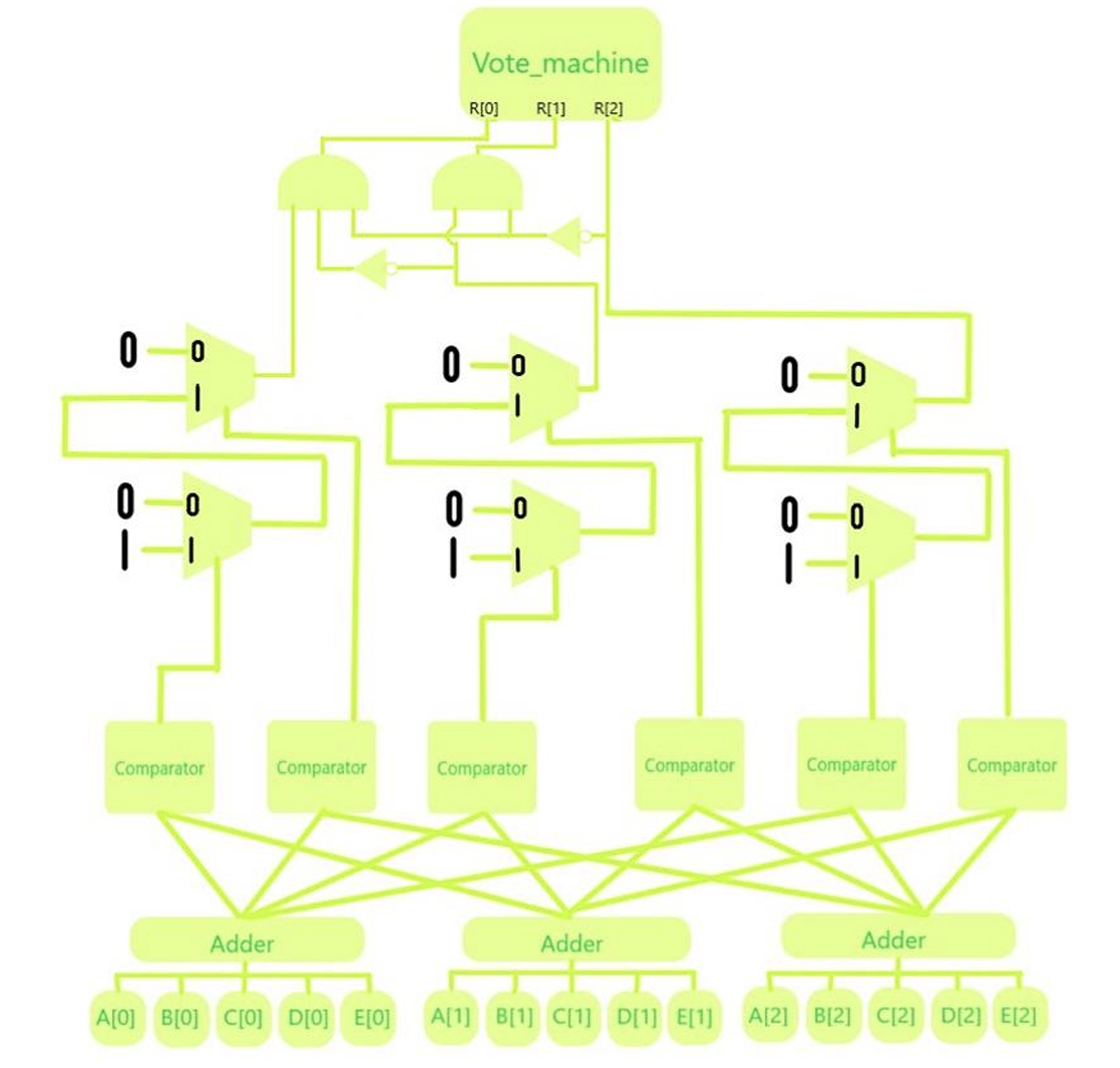 Vote_machine
R[0] R[1] R[2]
0 0
1
0 0
1 1
0 0
1
0 0
1 1
0 0
1
0 0
1 1
Comparator Comparator Comparator Comparator Comparator Comparator
Adder Adder Adder
A[0] B[0] C[0] D[0] E[0] A[1] B[1] C[1] D[1] E[1] A[2] B[2] C[2] D[2] E[2]